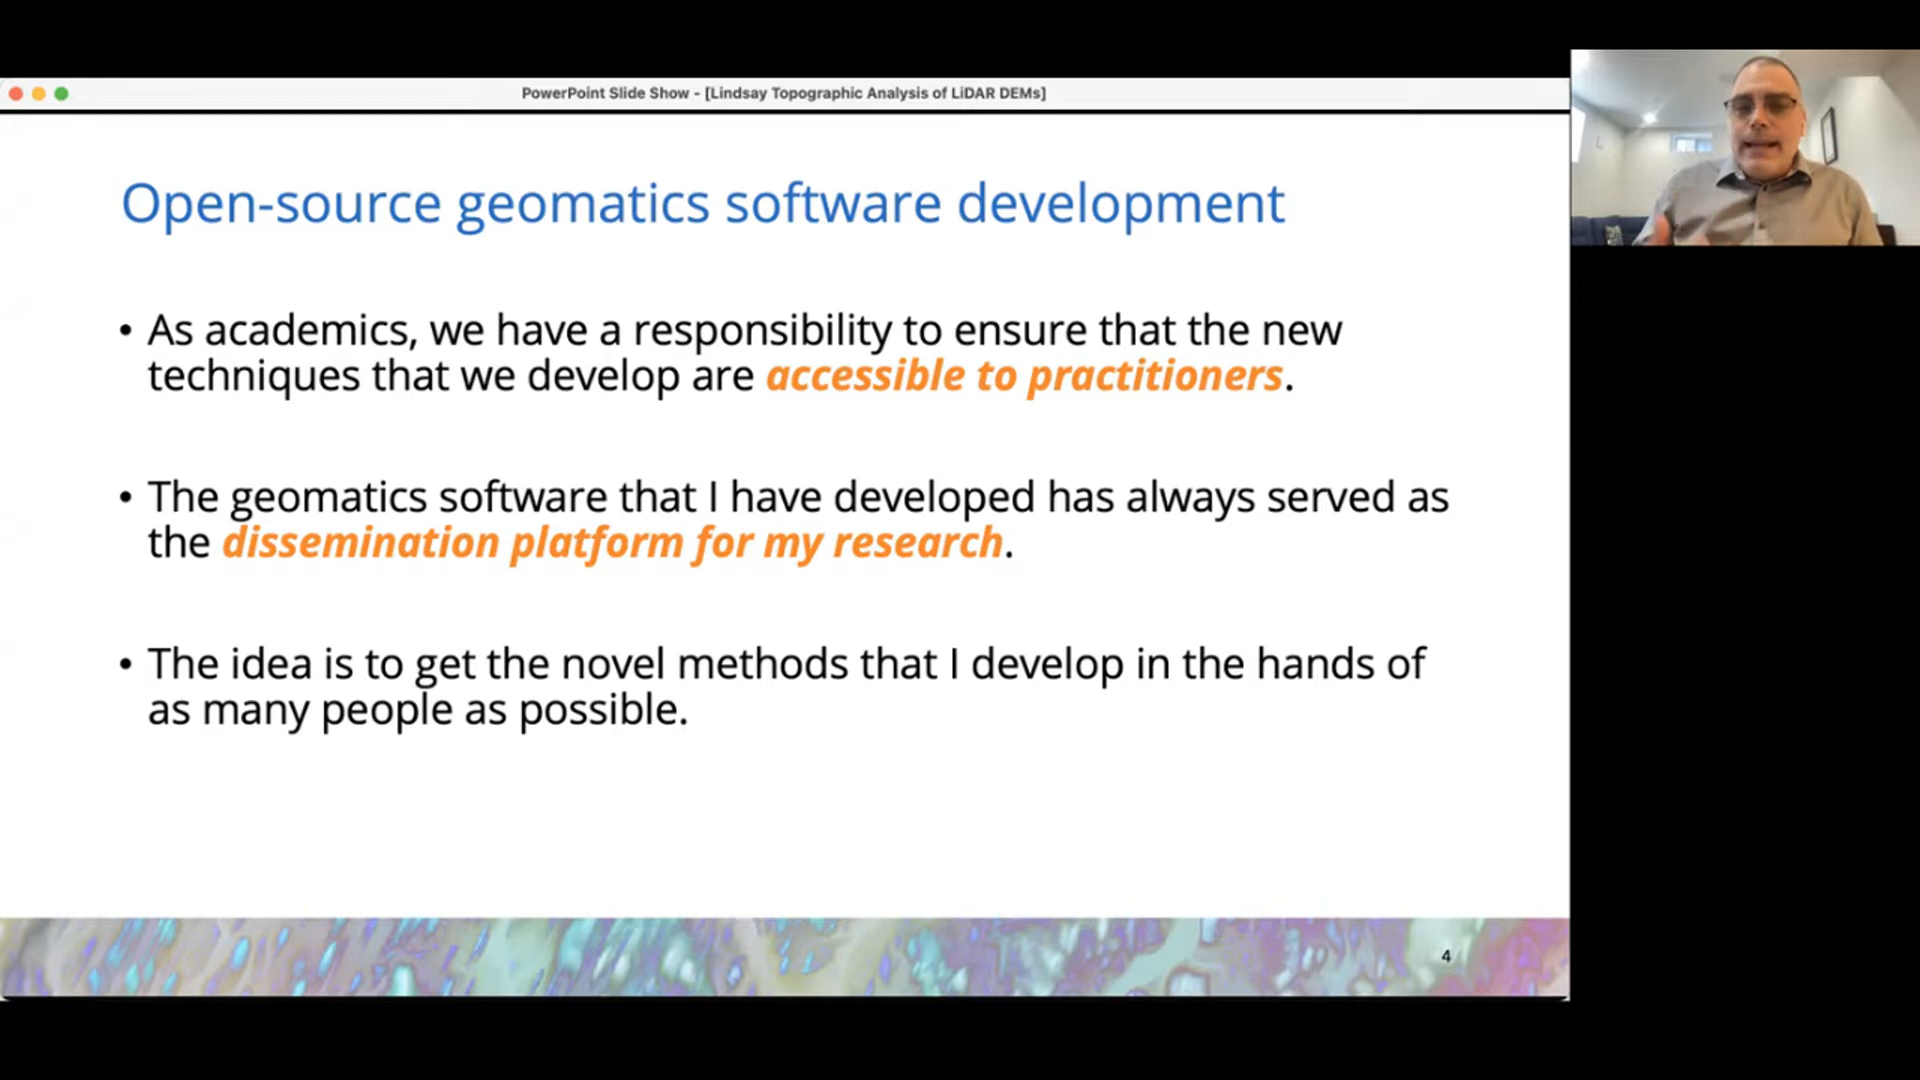 PowerPoint Slide Show - [Lindsay Topographic Analysis of LiDAR DEMs]
Open-source geomatics software development
• As academics, we have a responsibility to ensure that the new
techniques that we develop are accessible to practitioners.
• The geomatics software that I have developed has always served as
the dissemination platform for my research.
• The idea is to get the novel methods that I develop in the hands of
as many people as possible.
4